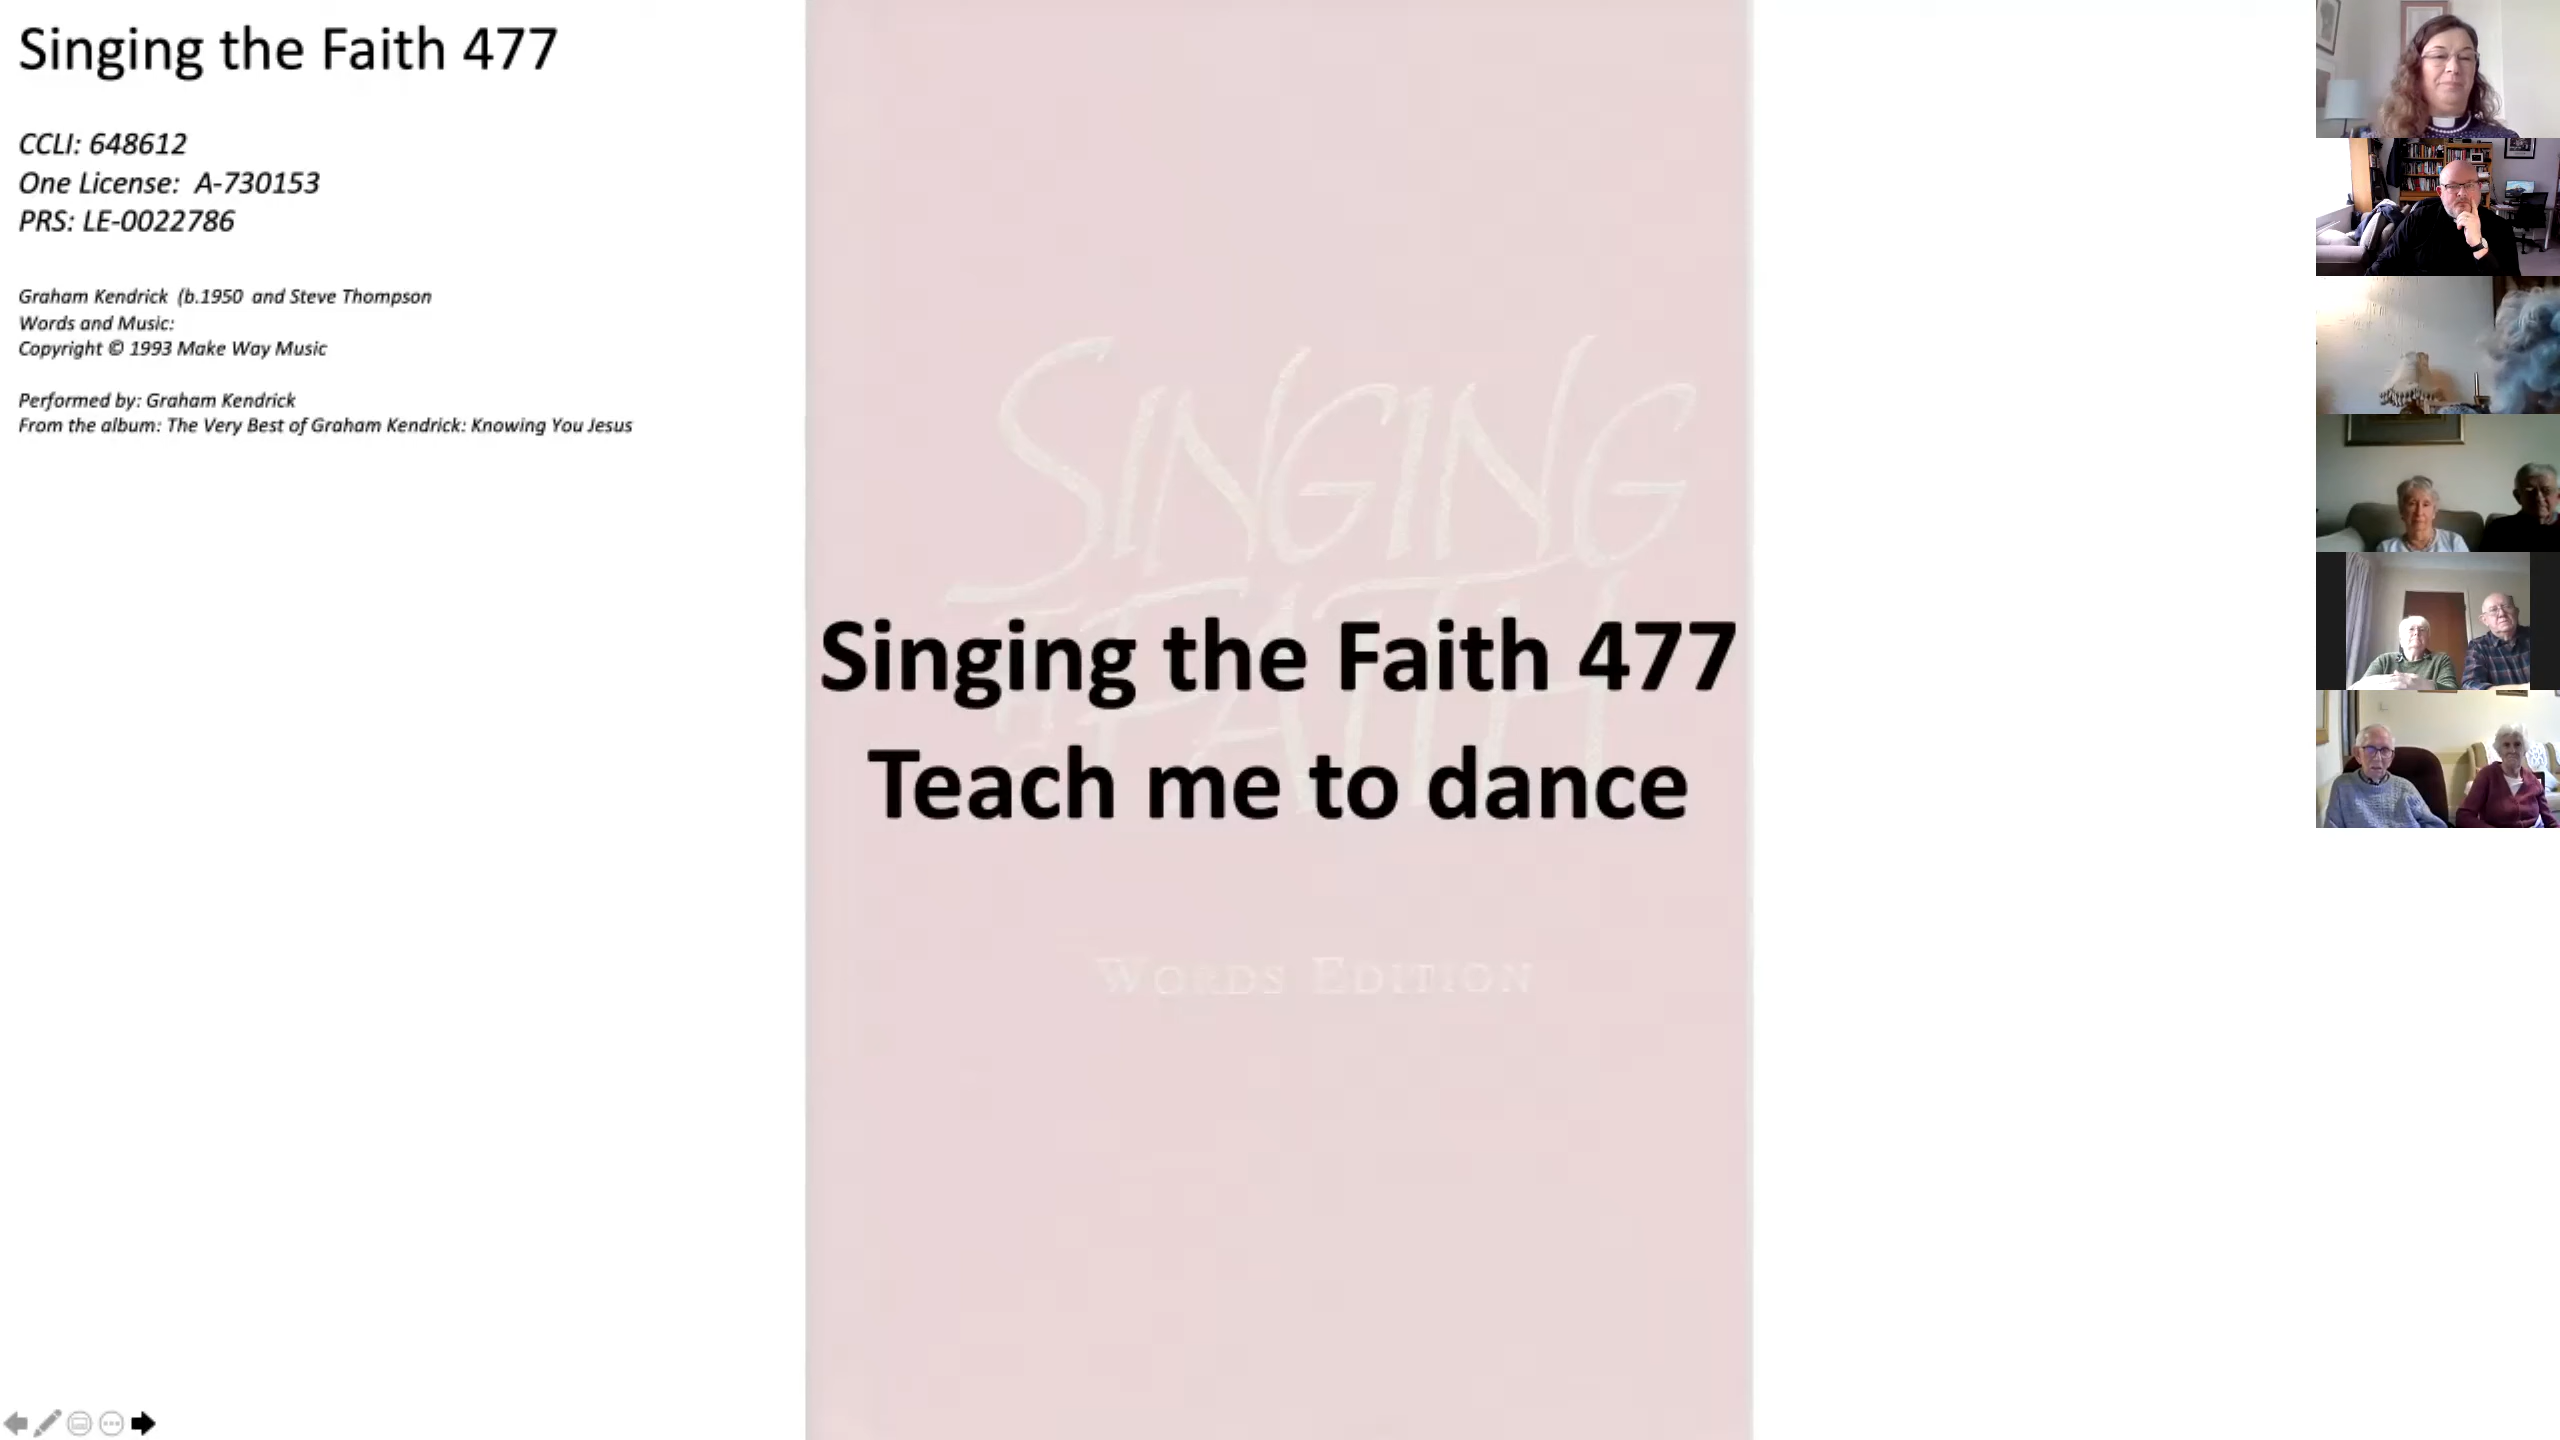 Singing the Faith 477
CCLI: 648612
One License:  A-730153
PRS: LE-0022786
Graham Kendrick  (b.1950  and Steve Thompson
Words and Music:
Copyright © 1993 Make Way Music
Performed by: Graham Kendrick
From the album: The Very Best of Graham Kendrick: Knowing You Jesus
SINGING
THE FAITH
Singing the Faith 477
Teach me to dance
WORDS EDITION